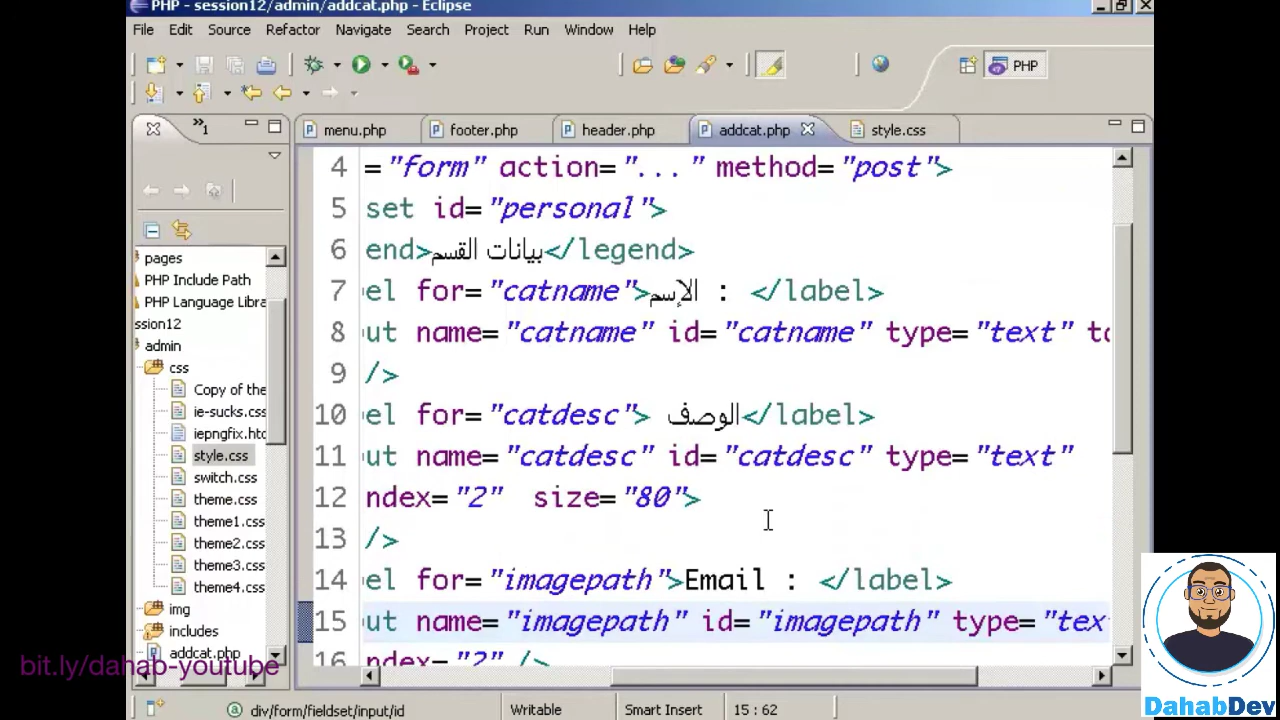 PHP - session12/admin/addcat.php - Eclipse
File Edit Source Refactor Navigate Search Project Run Window Help
PHP
1
menu.php footer.php header.php addcat.php style.css
pages
PHP Include Path
PHP Language Libra
ssion12
admin
css
Copy of the
ie-sucks.css
iepngfix.htc
style.css
switch.css
theme.css
theme1.css
theme2.css
theme3.css
theme4.css
img
includes
addcat.php
4 ="form" action="..." method="post">
5 set id="personal">
6 end>بيانات القسم</legend>
7 el for="catname">الإسم : </label>
8 ut name="catname" id="catname" type="text" ta
9 />
10 el for="catdesc"> الوصف</label>
11 ut name="catdesc" id="catdesc" type="text"
12 ndex="2" size="80">
13 />
14 el for="imagepath">Email : </label>
15 ut name="imagepath" id="imagepath" type="tex
16 ndex="2" />
div/form/fieldset/input/id Writable Smart Insert 15 : 62
bit.ly/dahab-youtube
DahabDev